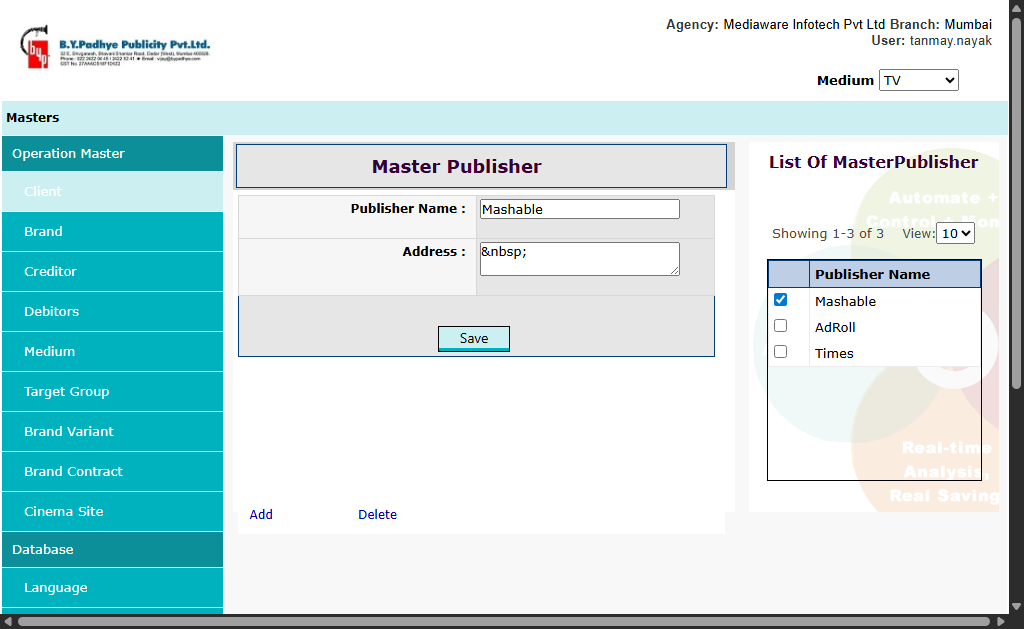 B.Y.Padhye Publicity Pvt.Ltd.
Agency: Mediaware Infotech Pvt Ltd Branch: Mumbai
User: tanmay.nayak
Medium TV
Masters
Operation Master
Client
Brand
Creditor
Debitors
Medium
Target Group
Brand Variant
Brand Contract
Cinema Site
Database
Language
Master Publisher
Publisher Name : Mashable
Address : &nbsp;
Save
Add Delete
List Of MasterPublisher
Automate +
Control + Mon
Showing 1-3 of 3 View: 10
Publisher Name
Mashable
AdRoll
Times
Real-time
Analysis,
Real Saving